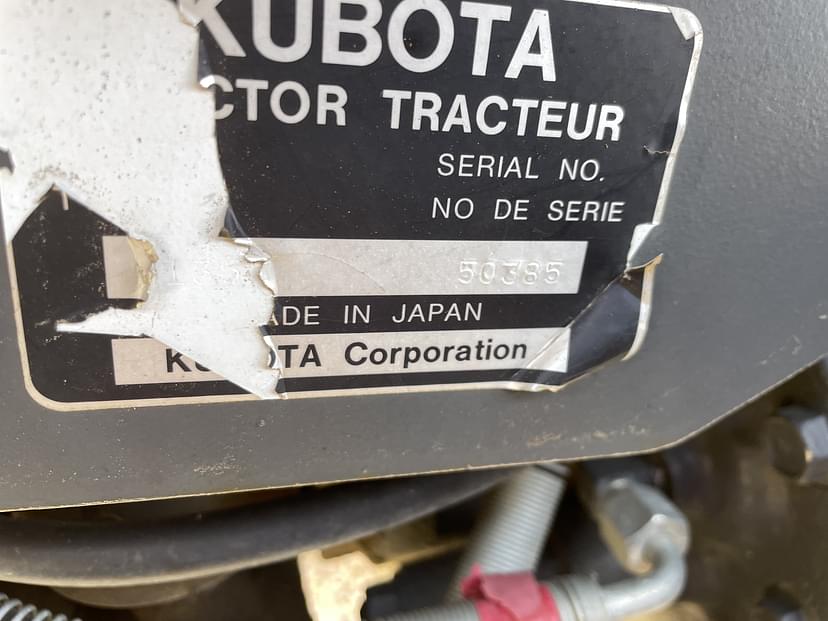 KUBOTA
CTOR TRACTEUR
SERIAL NO.
NO DE SERIE
50385
ADE IN JAPAN
KU OTA Corporation